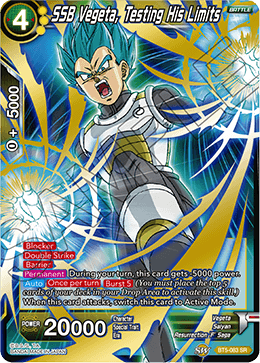 SSB Vegeta, Testing His Limits
BATTLE
4
0 + 5000
Blocker
Double Strike
Barrier
Permanent During your turn, this card gets -5000 power.
Auto Once per turn Burst 5 (You must place the top 5
cards of your deck in your Drop Area to activate this skill.)
When this card attacks, switch this card to Active Mode.
POWER 20000
Character Vegeta
Special Trait Saiyan
Era Resurrection 'F' Saga
BT5-083 SR